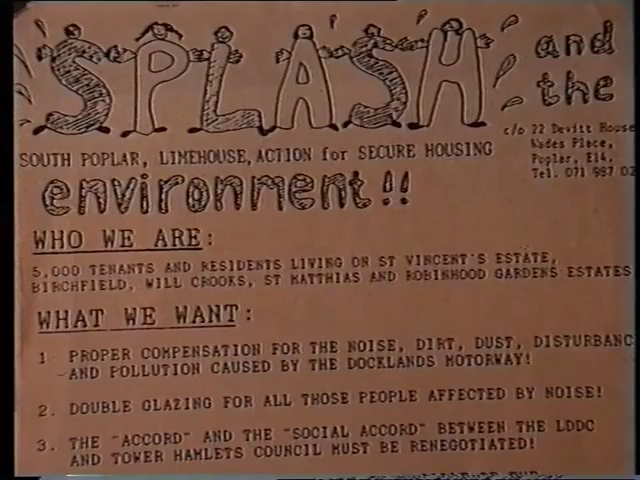 SPLASH and the
c/o 22 Devitt House
Wades Place,
Poplar, E14.
Tel. 071 987 02
SOUTH POPLAR, LIMEHOUSE, ACTION for SECURE HOUSING
environment!!
WHO WE ARE:
5,000 TENANTS AND RESIDENTS LIVING ON ST VINCENT'S ESTATE,
BIRCHFIELD, WILL CROOKS, ST MATTHIAS AND ROBINHOOD GARDENS ESTATES
WHAT WE WANT:
1 PROPER COMPENSATION FOR THE NOISE, DIRT, DUST, DISTURBANC
AND POLLUTION CAUSED BY THE DOCKLANDS MOTORWAY!
2. DOUBLE GLAZING FOR ALL THOSE PEOPLE AFFECTED BY NOISE!
3. THE "ACCORD" AND THE "SOCIAL ACCORD" BETWEEN THE LDDC
AND TOWER HAMLETS COUNCIL MUST BE RENEGOTIATED!